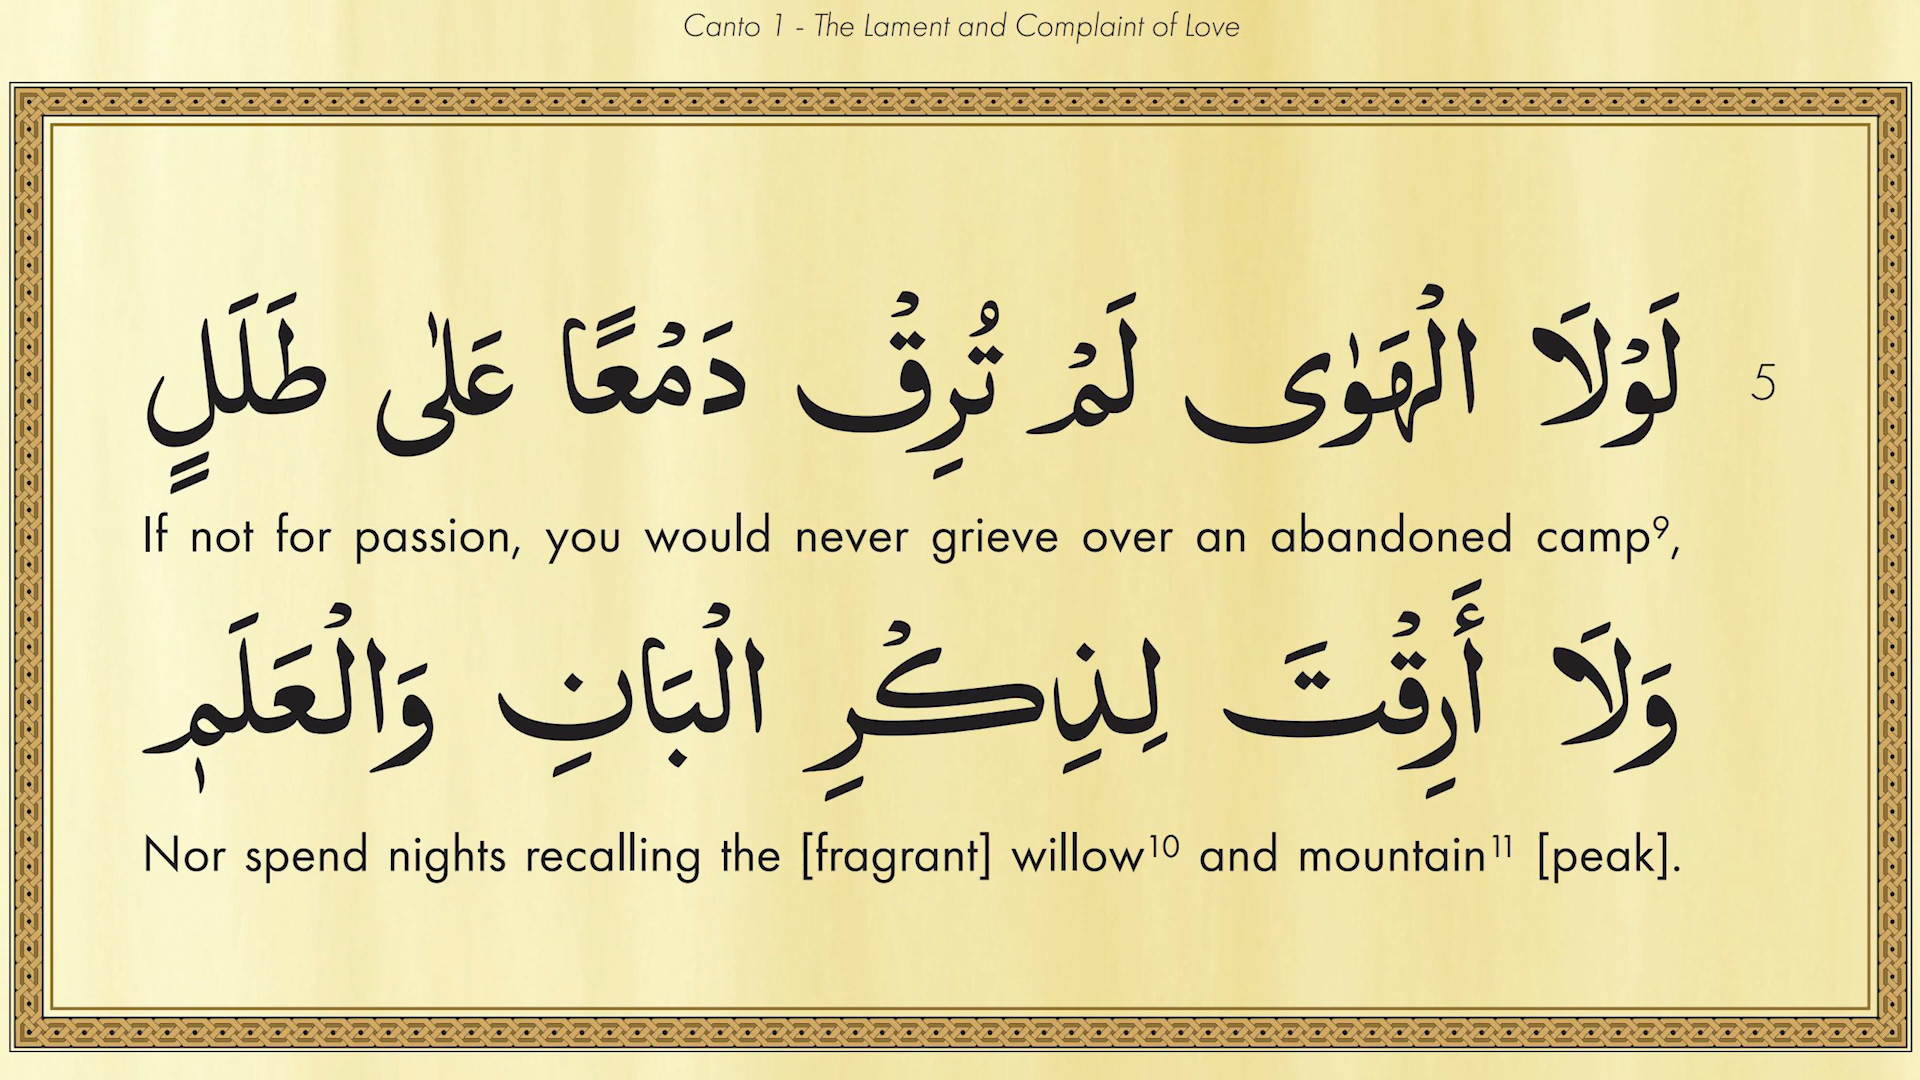 Canto 1 - The Lament and Complaint of Love
لَوْلَا الْهَوٰى لَمْ تُرِقْ دَمْعًا عَلٰى طَلَلٍ 5
If not for passion, you would never grieve over an abandoned camp⁹,
وَلَا أَرِقْتَ لِذِكْرِ الْبَانِ وَالْعَلَمٖ
Nor spend nights recalling the [fragrant] willow¹⁰ and mountain¹¹ [peak].